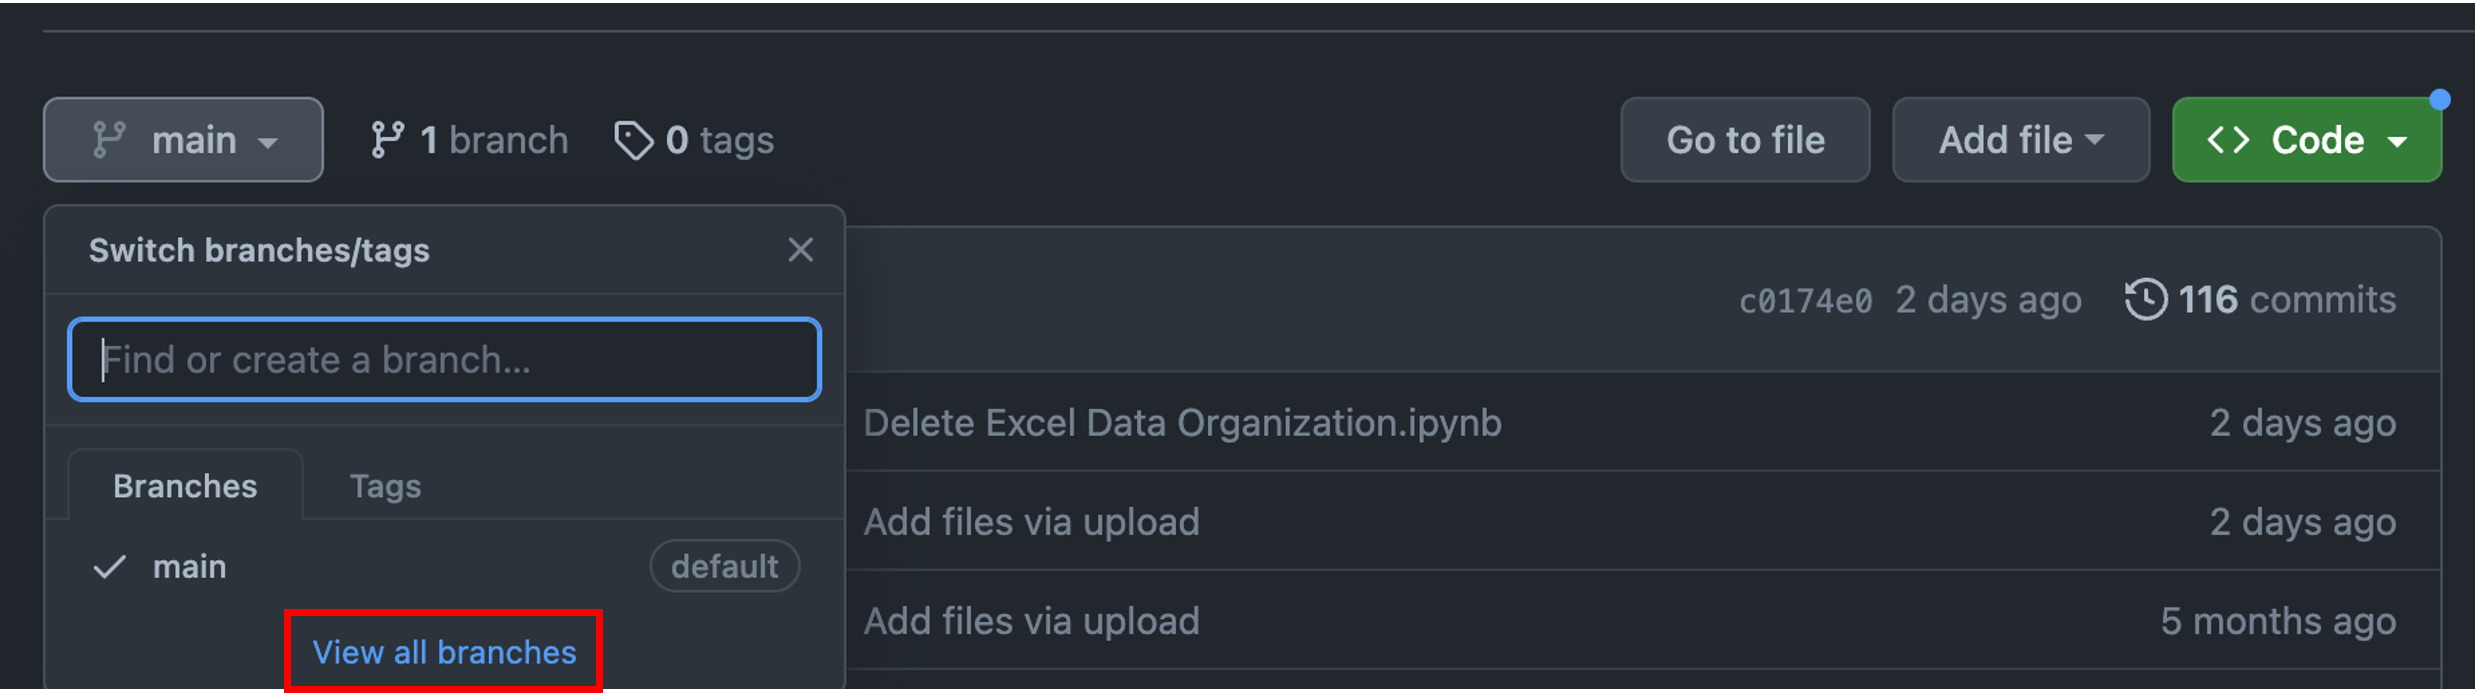 main
1 branch
0 tags
Go to file
Add file
Code
Switch branches/tags
Find or create a branch...
Branches
Tags
main
default
View all branches
c0174e0 2 days ago
116 commits
Delete Excel Data Organization.ipynb
2 days ago
Add files via upload
2 days ago
Add files via upload
5 months ago